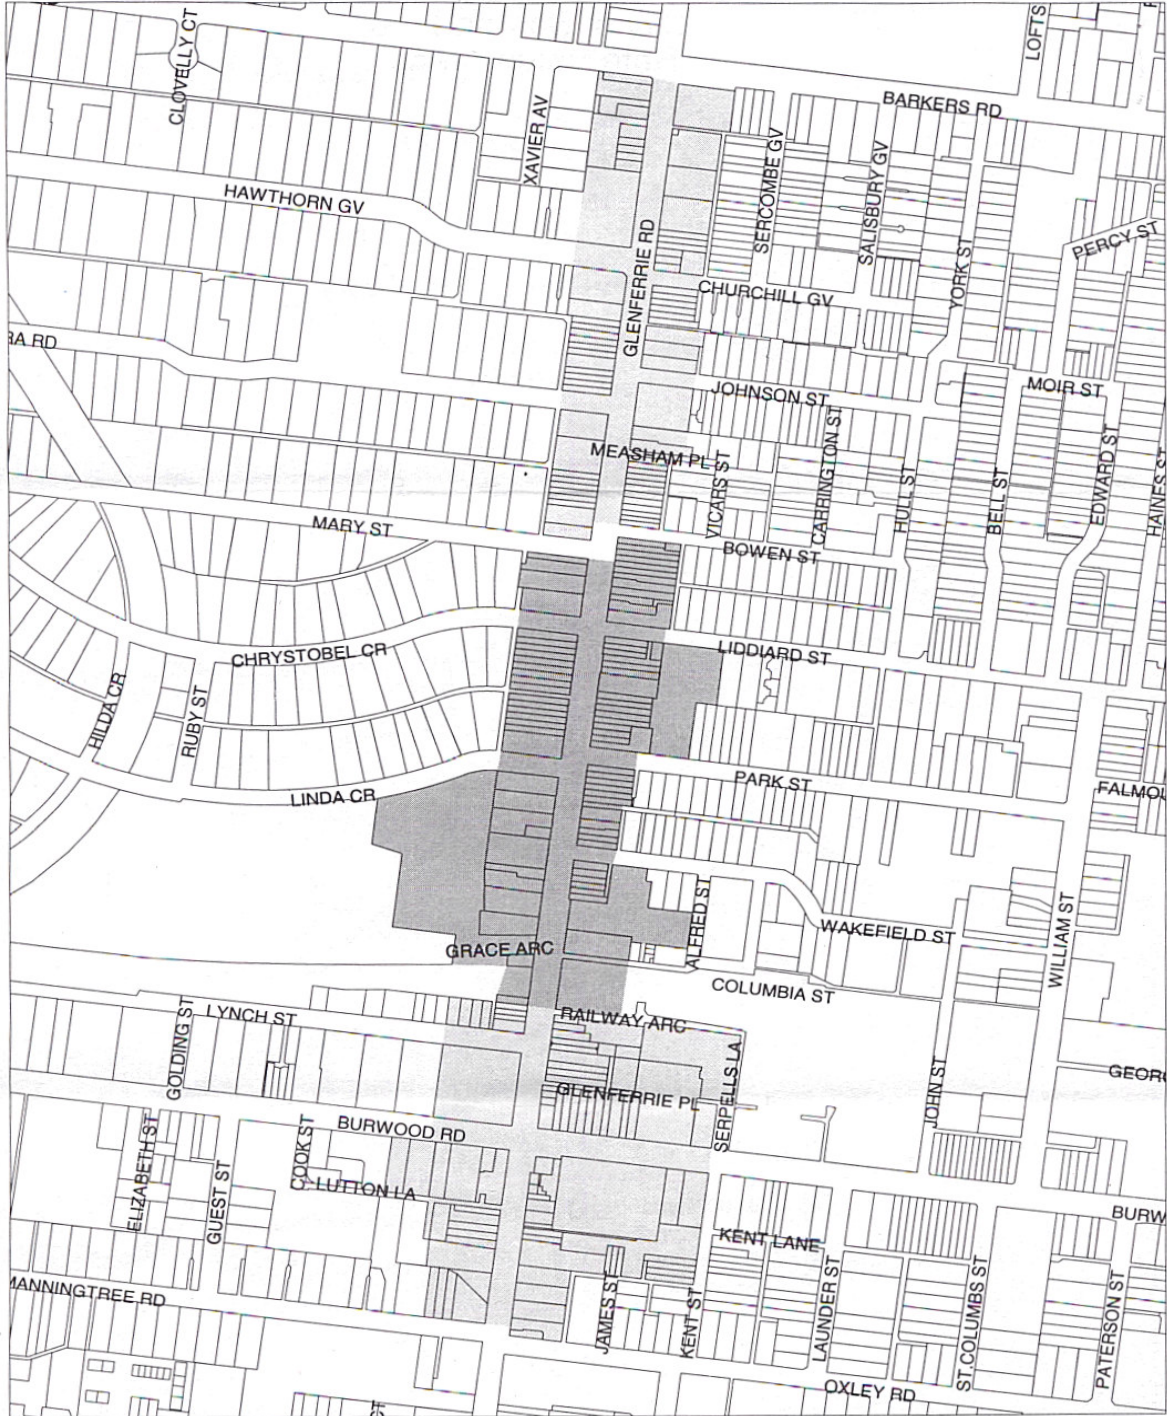 LOFTS
CLOVELLY CT
BARKERS RD
XAVIER AV
SERCOMBE GV
SALISBURY GV
HAWTHORN GV
PERCY ST
GLENFERRIE RD
YORK ST
CHURCHILL GV
RA RD
MOIR ST
JOHNSON ST
MEASHAM PL
VICARS ST
CARRINGTON ST
HULL ST
BELL ST
EDWARD ST
HAINES ST
MARY ST
BOWEN ST
CHRYSTOBEL CR
LIDDIARD ST
HILDA CR
RUBY ST
LINDA CR
PARK ST
FALMOU
ALFRED ST
WAKEFIELD ST
WILLIAM ST
GRACE ARC
COLUMBIA ST
GOLDING ST
LYNCH ST
RAILWAY ARC
GLENFERRIE PL
SERPELLS LA
JOHN ST
GEORG
BURWOOD RD
ELIZABETH ST
GUEST ST
COOK ST
LUTTON LA
BURW
KENT LANE
MANNINGTREE RD
JAMES ST
KENT ST
LAUNDER ST
ST.COLUMBS ST
PATERSON ST
OXLEY RD
ST